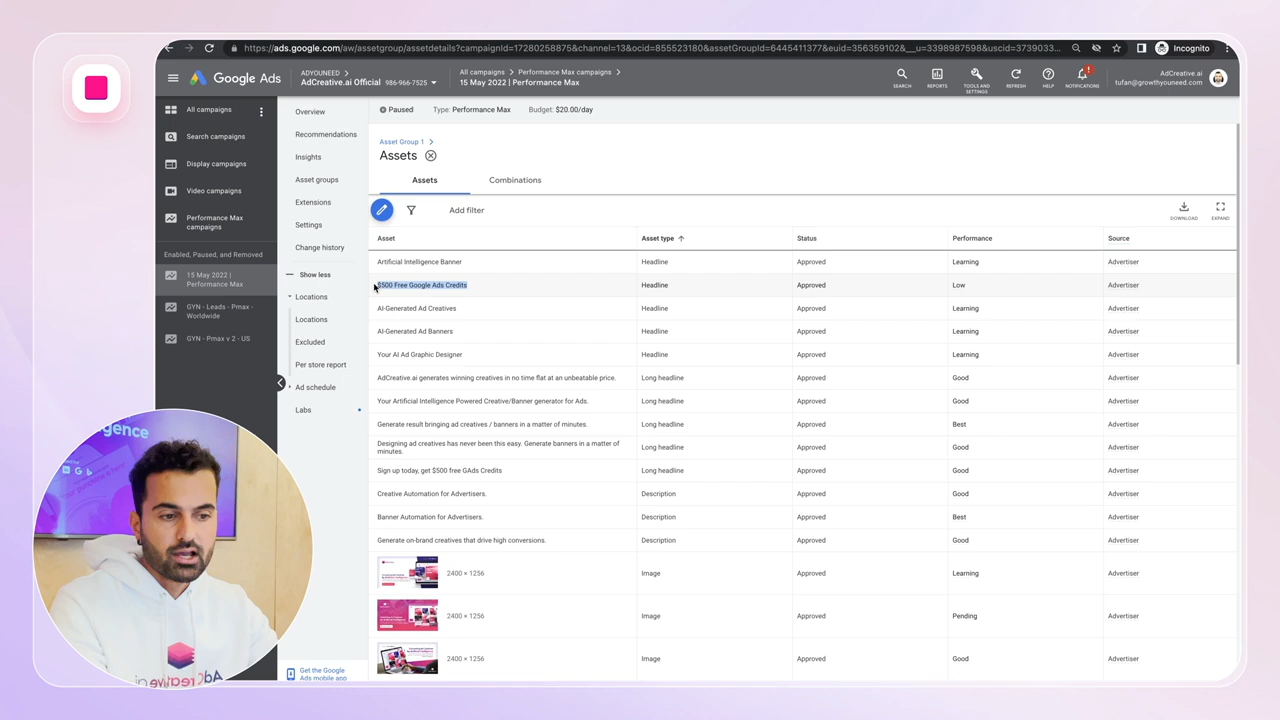 https://ads.google.com/aw/assetgroup/assetdetails?campaignId=17280258875&channel=13&ocid=855523180&assetGroupId=6445411377&euid=356359102&__u=3398987598&uscid=3739033...
Incognito
Google Ads
ADYOUNEED
AdCreative.ai Official 986-966-7525
All campaigns
Performance Max campaigns
15 May 2022 | Performance Max
SEARCH
REPORTS
TOOLS AND SETTINGS
REFRESH
HELP
NOTIFICATIONS
AdCreative.ai
tufan@growthyouneed.com
All campaigns
Search campaigns
Display campaigns
Video campaigns
Performance Max
campaigns
Enabled, Paused, and Removed
15 May 2022 |
Performance Max
GYN - Leads - Pmax -
Worldwide
GYN - Pmax v 2 - US
Overview
Recommendations
Insights
Asset groups
Extensions
Settings
Change history
Show less
Locations
Locations
Excluded
Per store report
Ad schedule
Labs
Get the Google
Ads mobile app
Paused Type: Performance Max Budget: $20.00/day
Asset Group 1
Assets
Assets Combinations
Add filter
DOWNLOAD
EXPAND
Asset Asset type Status Performance Source
Artificial Intelligence Banner Headline Approved Learning Advertiser
$500 Free Google Ads Credits Headline Approved Low Advertiser
AI-Generated Ad Creatives Headline Approved Learning Advertiser
AI-Generated Ad Banners Headline Approved Learning Advertiser
Your AI Ad Graphic Designer Headline Approved Learning Advertiser
AdCreative.ai generates winning creatives in no time flat at an unbeatable price. Long headline Approved Good Advertiser
Your Artificial Intelligence Powered Creative/Banner generator for Ads. Long headline Approved Good Advertiser
Generate result bringing ad creatives / banners in a matter of minutes. Long headline Approved Best Advertiser
Designing ad creatives has never been this easy. Generate banners in a matter of
minutes. Long headline Approved Good Advertiser
Sign up today, get $500 free GAds Credits Long headline Approved Good Advertiser
Creative Automation for Advertisers. Description Approved Good Advertiser
Banner Automation for Advertisers. Description Approved Best Advertiser
Generate on-brand creatives that drive high conversions. Description Approved Good Advertiser
2400 × 1256 Image Approved Learning Advertiser
2400 × 1256 Image Approved Pending Advertiser
2400 × 1256 Image Approved Good Advertiser